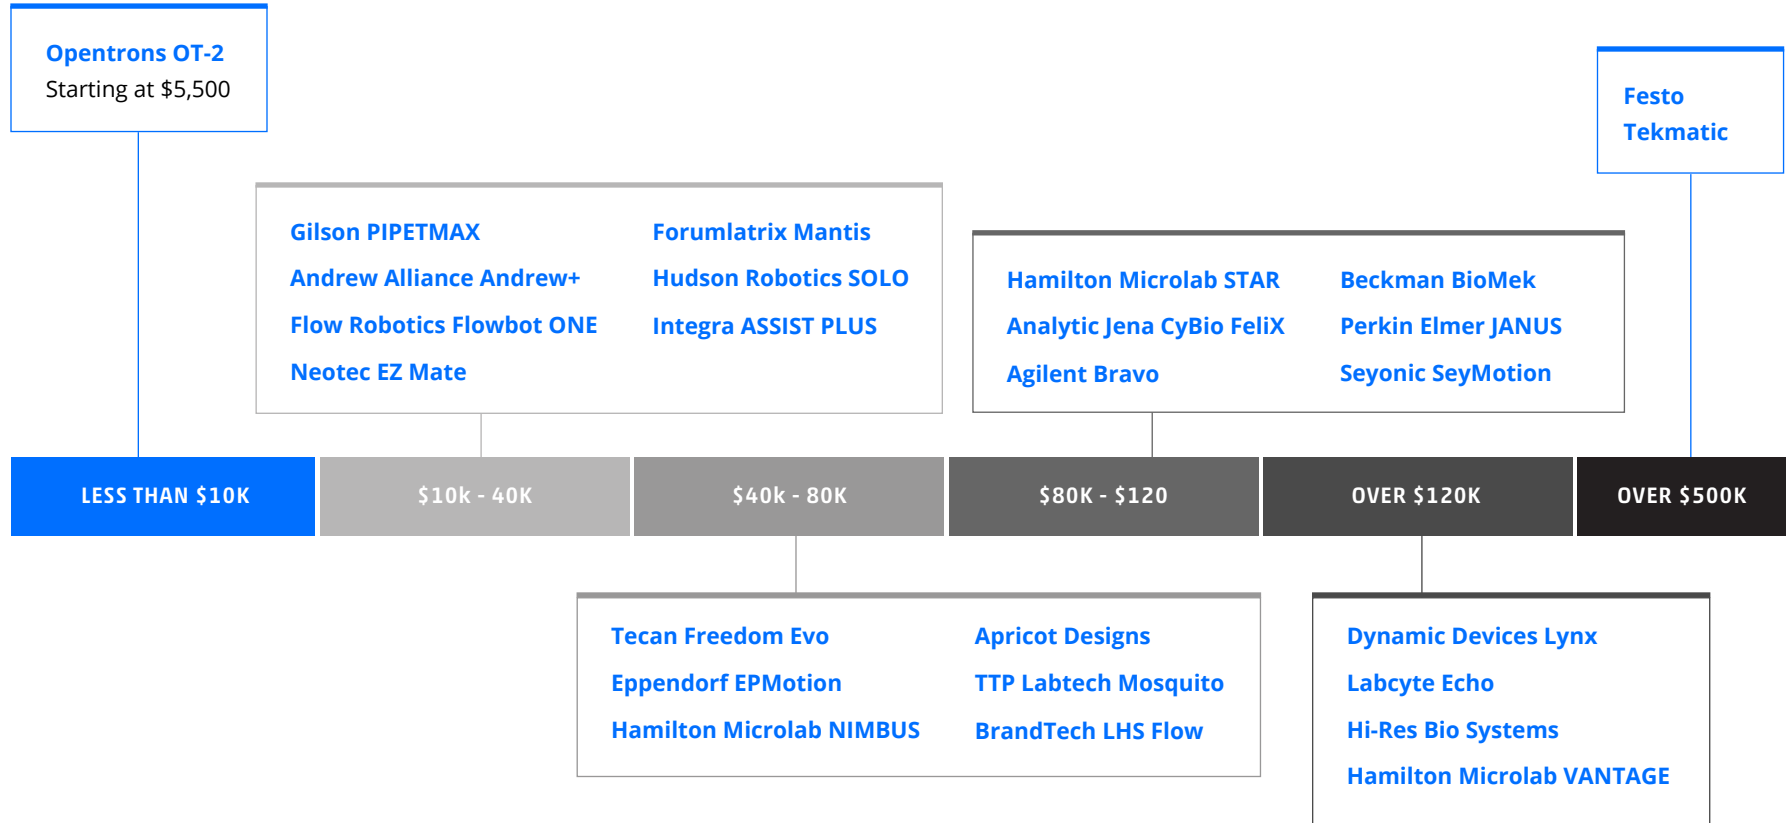 Opentrons OT-2
Starting at $5,500
Festo
Tekmatic
Gilson PIPETMAX
Andrew Alliance Andrew+
Flow Robotics Flowbot ONE
Neotec EZ Mate
Forumlatrix Mantis
Hudson Robotics SOLO
Integra ASSIST PLUS
Hamilton Microlab STAR
Analytic Jena CyBio FeliX
Agilent Bravo
Beckman BioMek
Perkin Elmer JANUS
Seyonic SeyMotion
LESS THAN $10K
$10k - 40K
$40k - 80K
$80K - $120
OVER $120K
OVER $500K
Tecan Freedom Evo
Eppendorf EPMotion
Hamilton Microlab NIMBUS
Apricot Designs
TTP Labtech Mosquito
BrandTech LHS Flow
Dynamic Devices Lynx
Labcyte Echo
Hi-Res Bio Systems
Hamilton Microlab VANTAGE